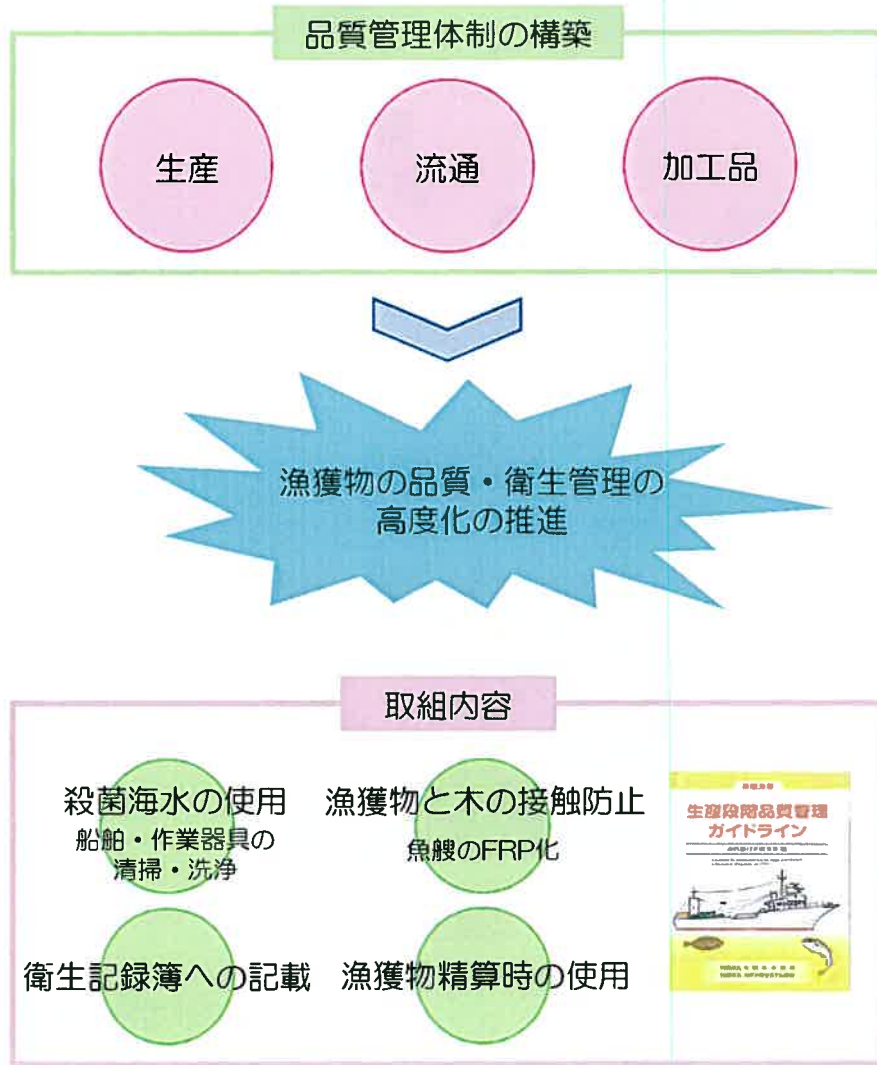 品質管理体制の構築
生産
流通
加工品
漁獲物の品質・衛生管理の
高度化の推進
取組内容
殺菌海水の使用
船舶・作業器具の
清掃・洗浄
漁獲物と木の接触防止
魚艘のFRP化
衛生記録簿への記載
漁獲物精算時の使用
生産段階品質管理
ガイドライン